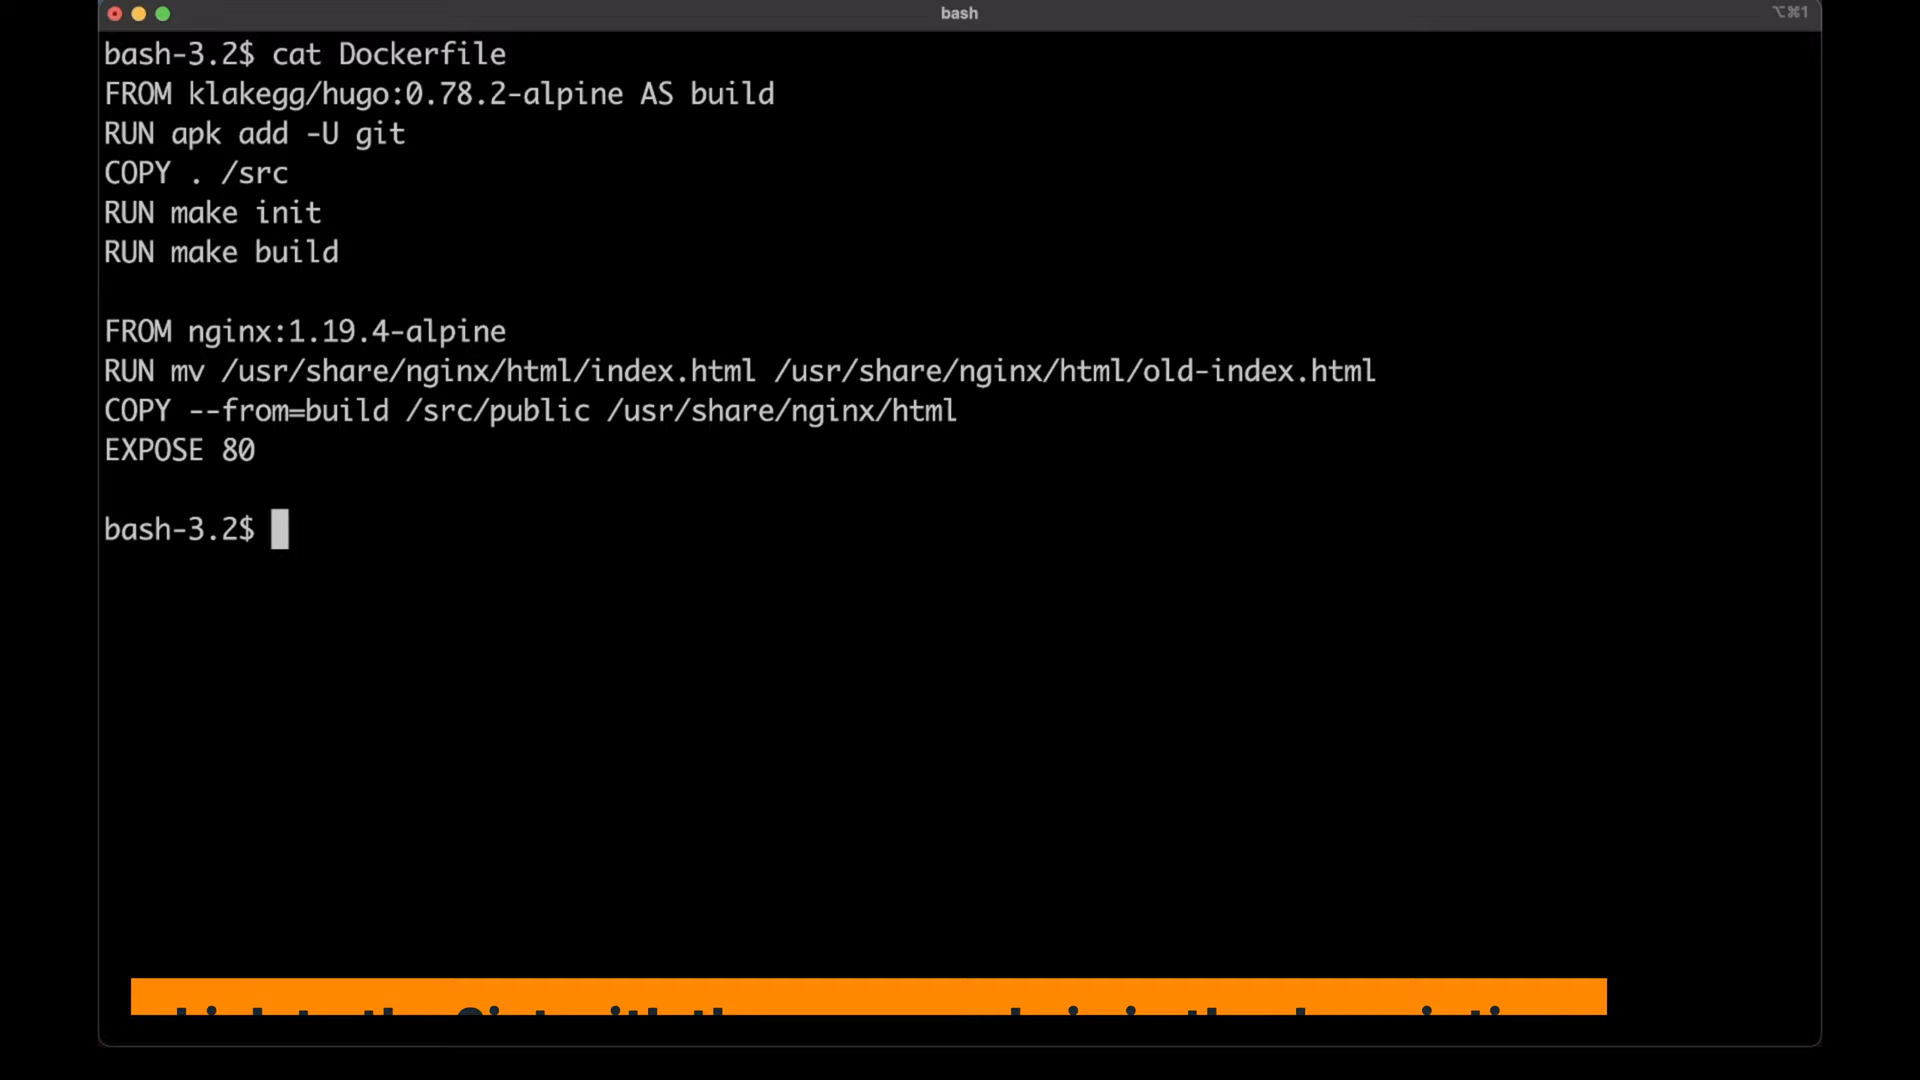 bash
⌥⌘1
bash-3.2$ cat Dockerfile
FROM klakegg/hugo:0.78.2-alpine AS build
RUN apk add -U git
COPY . /src
RUN make init
RUN make build
FROM nginx:1.19.4-alpine
RUN mv /usr/share/nginx/html/index.html /usr/share/nginx/html/old-index.html
COPY --from=build /src/public /usr/share/nginx/html
EXPOSE 80
bash-3.2$